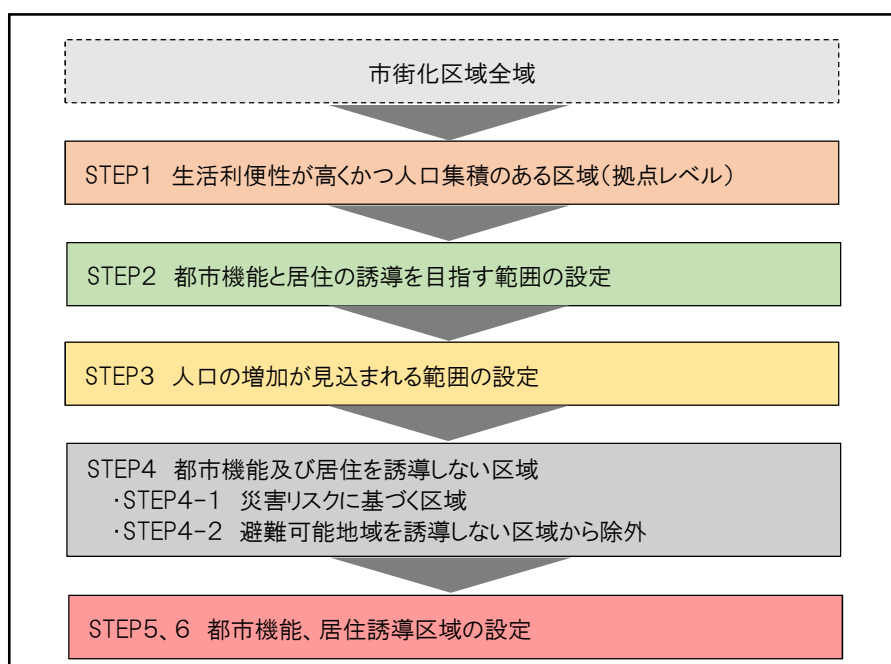 市街化区域全域
STEP1 生活利便性が高くかつ人口集積のある区域(拠点レベル)
STEP2 都市機能と居住の誘導を目指す範囲の設定
STEP3 人口の増加が見込まれる範囲の設定
STEP4 都市機能及び居住を誘導しない区域
・STEP4-1 災害リスクに基づく区域
・STEP4-2 避難可能地域を誘導しない区域から除外
STEP5、6 都市機能、居住誘導区域の設定